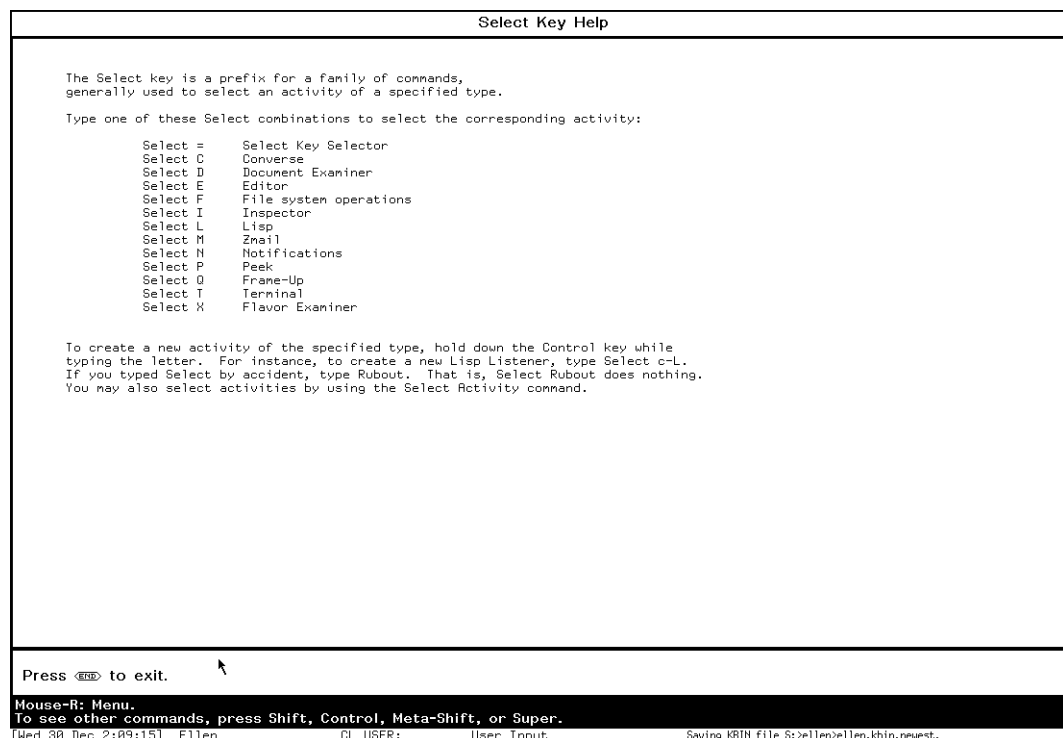 Select Key Help
The Select key is a prefix for a family of commands,
generally used to select an activity of a specified type.
Type one of these Select combinations to select the corresponding activity:
Select = Select Key Selector
Select C Converse
Select D Document Examiner
Select E Editor
Select F File system operations
Select I Inspector
Select L Lisp
Select M Zmail
Select N Notifications
Select P Peek
Select Q Frame-Up
Select T Terminal
Select X Flavor Examiner
To create a new activity of the specified type, hold down the Control key while
typing the letter. For instance, to create a new Lisp Listener, type Select c-L.
If you typed Select by accident, type Rubout. That is, Select Rubout does nothing.
You may also select activities by using the Select Activity command.
Press END to exit.
Mouse-R: Menu.
To see other commands, press Shift, Control, Meta-Shift, or Super.
[Wed 30 Dec 2:09:15] Ellen CL USER: User Input Saving KBIN file S:>ellen>ellen.kbin.newest.